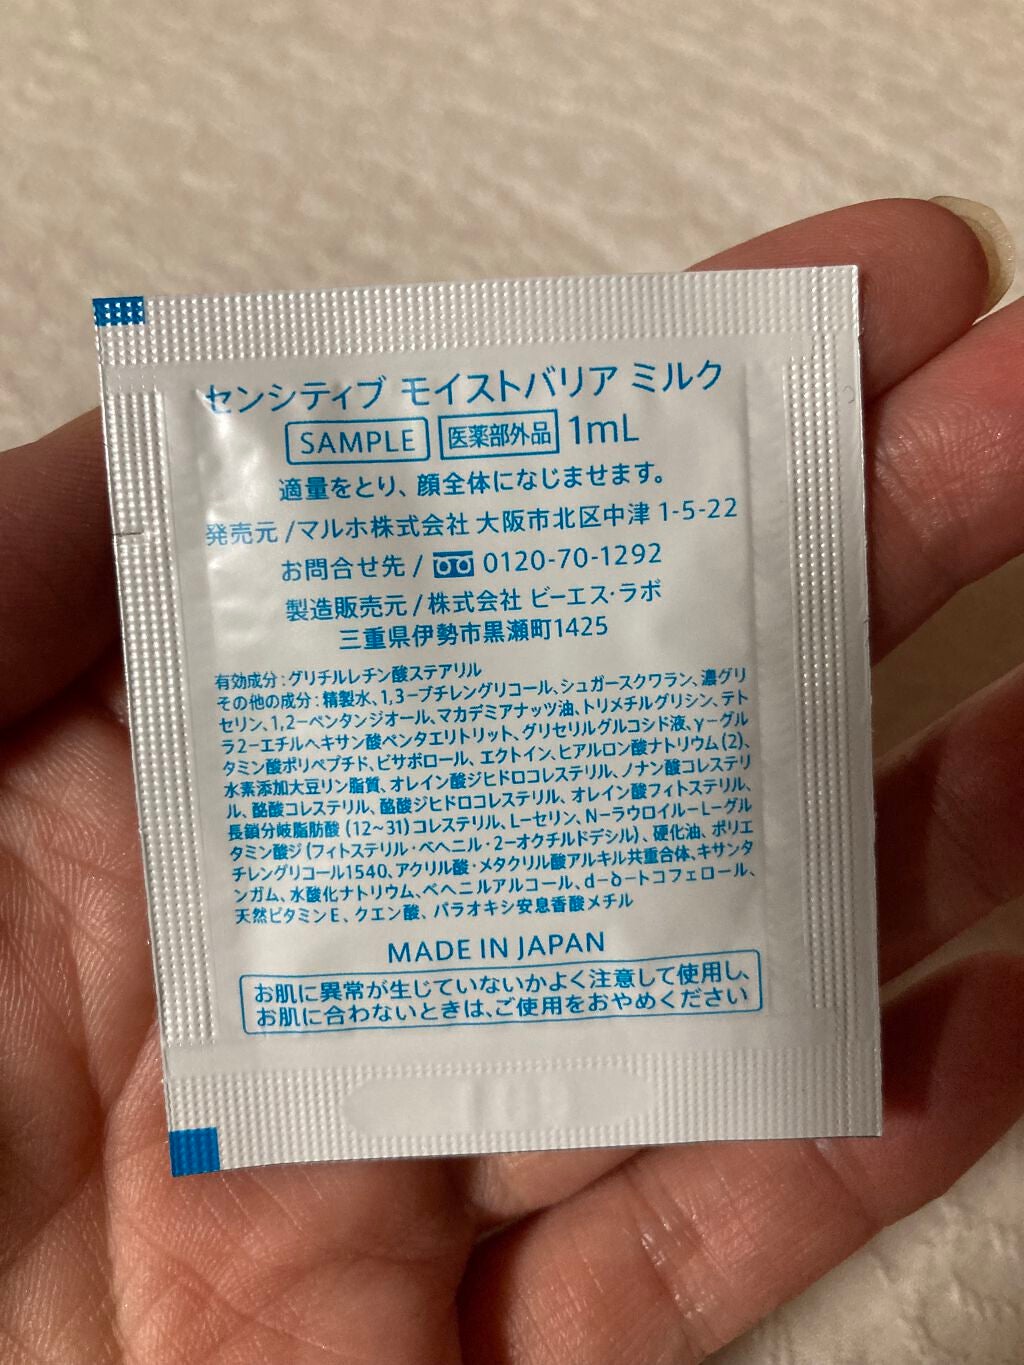 センシティブ モイストバリア ミルク
SAMPLE 医薬部外品 1mL
適量をとり、顔全体になじませます。
発売元/マルホ株式会社 大阪市北区中津 1-5-22
お問合せ先/ 0120-70-1292
製造販売元/株式会社 ビーエス・ラボ
三重県伊勢市黒瀬町1425
有効成分:グリチルレチン酸ステアリル
その他の成分:精製水、1,3-ブチレングリコール、シュガースクワラン、濃グリ
セリン、1,2-ペンタンジオール、マカデミアナッツ油、トリメチルグリシン、テト
ラ2-エチルヘキサン酸ペンタエリトリット、グリセリルグルコシド液、γ-グル
タミン酸ポリペプチド、ビサボロール、エクトイン、ヒアルロン酸ナトリウム(2)、
水素添加大豆リン脂質、オレイン酸ジヒドロコレステリル、ノナン酸コレステリ
ル、酪酸コレステリル、酪酸ジヒドロコレステリル、オレイン酸フィトステリル、
長鎖分岐脂肪酸(12~31)コレステリル、L-セリン、N-ラウロイル-L-グル
タミン酸ジ(フィトステリル・ベヘニル・2-オクチルドデシル)、硬化油、ポリエ
チレングリコール1540、アクリル酸・メタクリル酸アルキル共重合体、キサンタ
ンガム、水酸化ナトリウム、ベヘニルアルコール、d-δ-トコフェロール、
天然ビタミンE、クエン酸、パラオキシ安息香酸メチル
MADE IN JAPAN
お肌に異常が生じていないかよく注意して使用し、
お肌に合わないときは、ご使用をおやめください